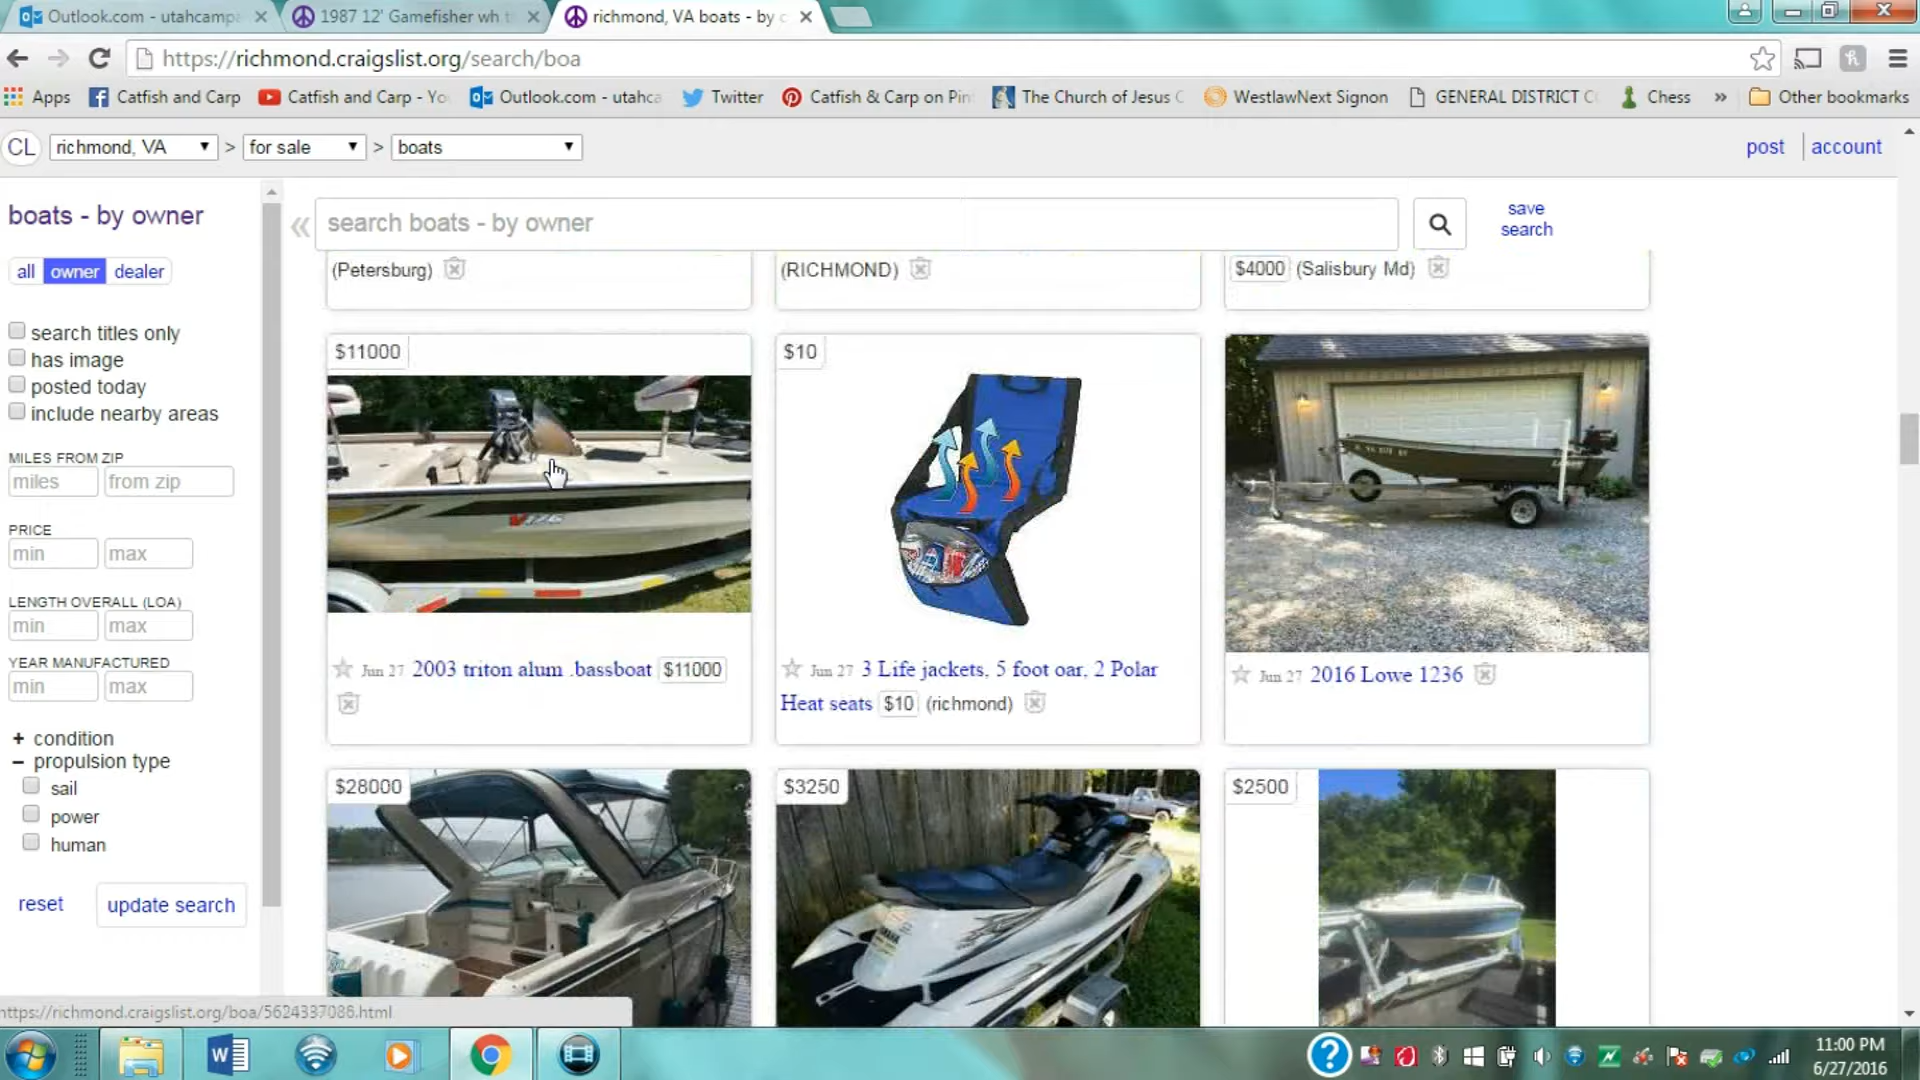 Outlook.com - utahcamp
1987 12' Gamefisher wh
richmond, VA boats - by
https://richmond.craigslist.org/search/boa
Apps
Catfish and Carp
Catfish and Carp - Yo
Outlook.com - utahca
Twitter
Catfish & Carp on Pin
The Church of Jesus C
WestlawNext Signon
GENERAL DISTRICT C
Chess
»
Other bookmarks
CL
richmond, VA
>
for sale
>
boats
post
account
boats - by owner
«
search boats - by owner
save
search
all
owner
dealer
(Petersburg)
(RICHMOND)
$4000 (Salisbury Md)
search titles only
has image
posted today
include nearby areas
MILES FROM ZIP
miles
from zip
PRICE
min
max
LENGTH OVERALL (LOA)
min
max
YEAR MANUFACTURED
min
max
+ condition
– propulsion type
sail
power
human
reset
update search
$11000
Jun 27 2003 triton alum .bassboat $11000
$10
Jun 27 3 Life jackets, 5 foot oar, 2 Polar
Heat seats $10 (richmond)
Jun 27 2016 Lowe 1236
$28000
$3250
$2500
https://richmond.craigslist.org/boa/5624337086.html
W
?
11:00 PM
6/27/2016